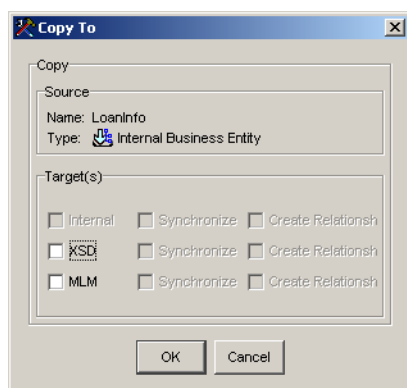 Copy To
Copy
Source
Name: LoanInfo
Type: Internal Business Entity
Target(s)
Internal Synchronize Create Relationsh
XSD Synchronize Create Relationsh
MLM Synchronize Create Relationsh
OK Cancel